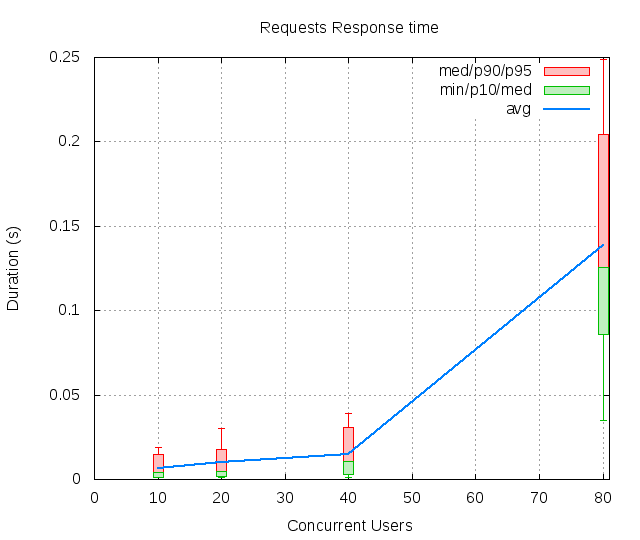 Requests Response time
0.25
0.2
0.15
0.1
0.05
0
Duration (s)
med/p90/p95
min/p10/med
avg
0 10 20 30 40 50 60 70 80
Concurrent Users